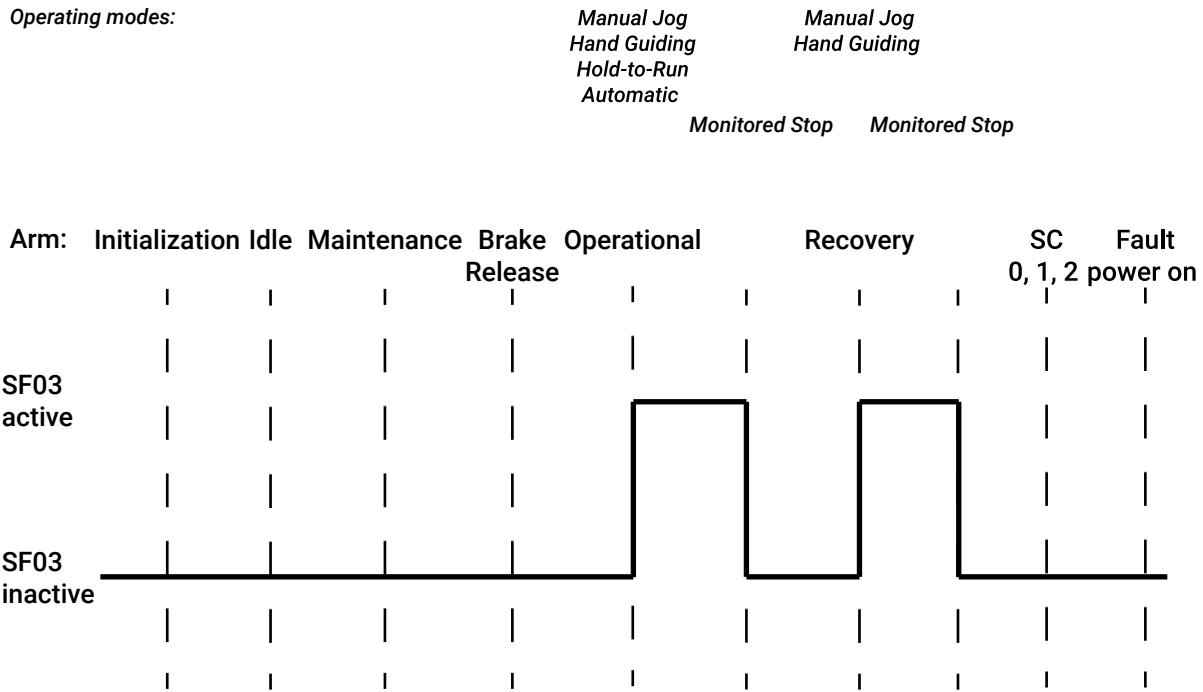 Operating modes:
Manual Jog
Hand Guiding
Hold-to-Run
Automatic
Manual Jog
Hand Guiding
Monitored Stop
Monitored Stop
Arm:
Initialization
Idle
Maintenance
Brake
Release
Operational
Recovery
SC
0, 1, 2
Fault
power on
SF03
active
SF03
inactive